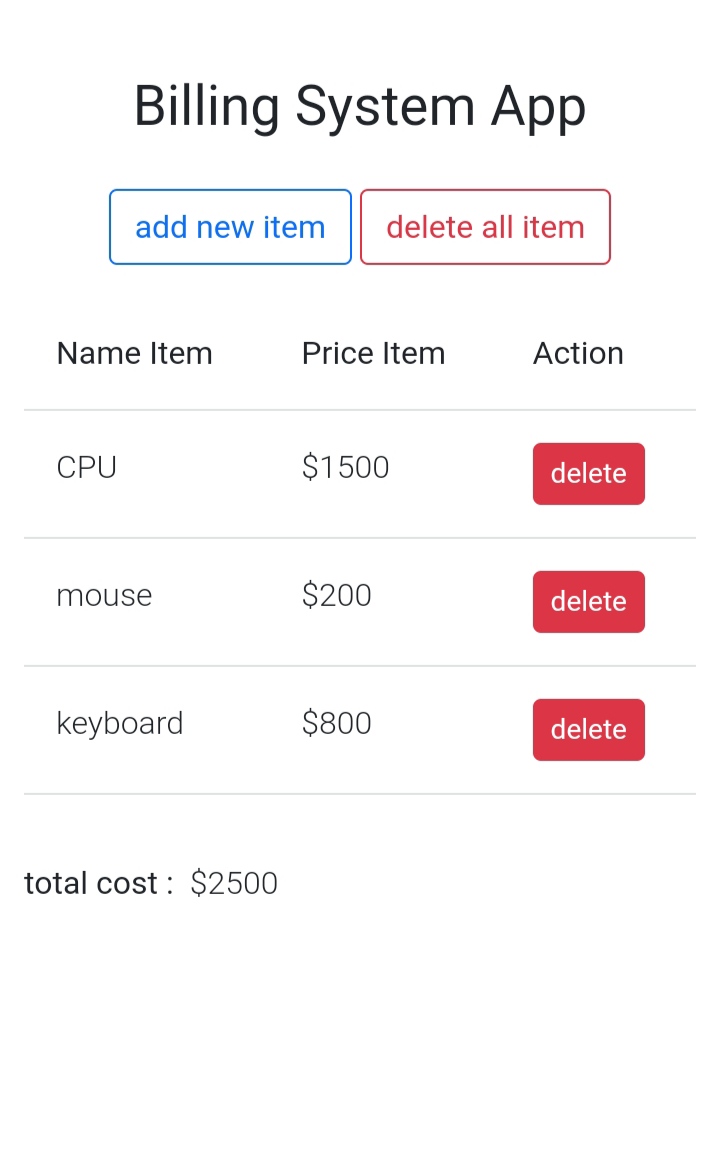 Billing System App
add new item delete all item
Name Item Price Item Action
CPU $1500 delete
mouse $200 delete
keyboard $800 delete
total cost : $2500